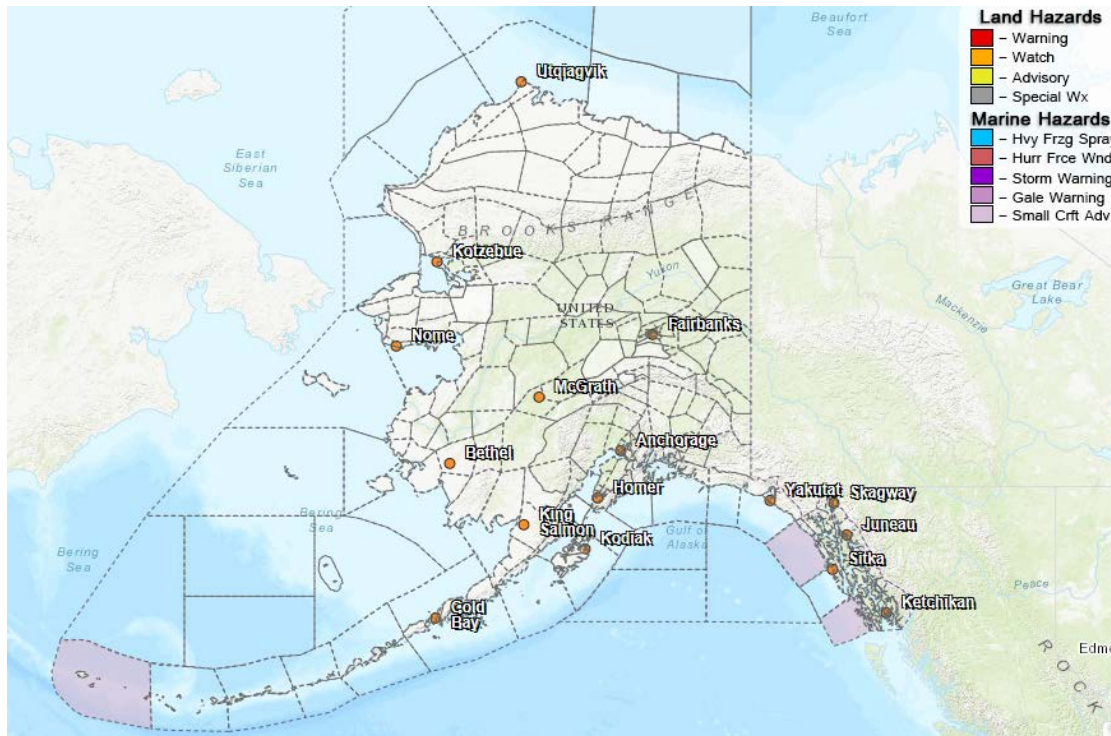 Beaufort
Sea
Land Hazards
– Warning
– Watch
– Advisory
– Special Wx
Marine Hazards
– Hvy Frzg Spray
– Hurr Frce Wnd
– Storm Warning
– Gale Warning
– Small Crft Adv
Utqiagvik
East
Siberian
Sea
BROOKS RANGE
Kotzebue
Yukon
Great Bear
Lake
Mackenzie
UNITED
STATES
Fairbanks
Nome
McGrath
Anchorage
Bethel
Homer
Yakutat
Skagway
Bering
Sea
King
Salmon
Kodiak
Gulf of
Alaska
Juneau
Bering
Sea
Sitka
Peace
Cold
Bay
Ketchikan
Edm
ROCK